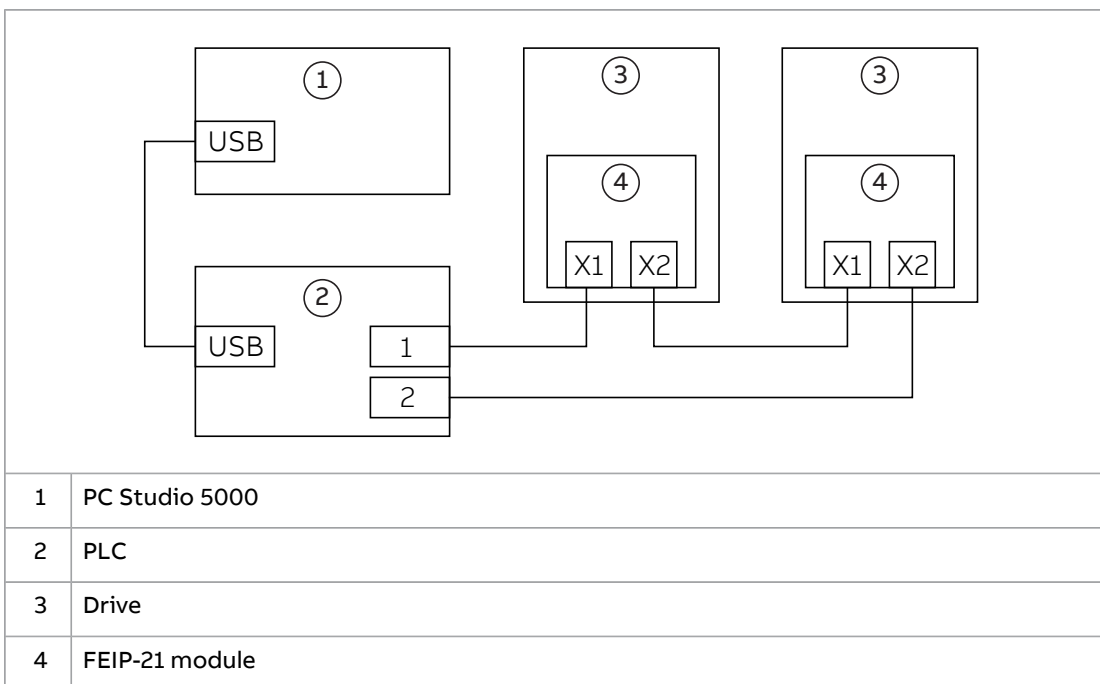 1
USB
2
USB
1
2
3
4
X1 X2
3
4
X1 X2
1 PC Studio 5000
2 PLC
3 Drive
4 FEIP-21 module